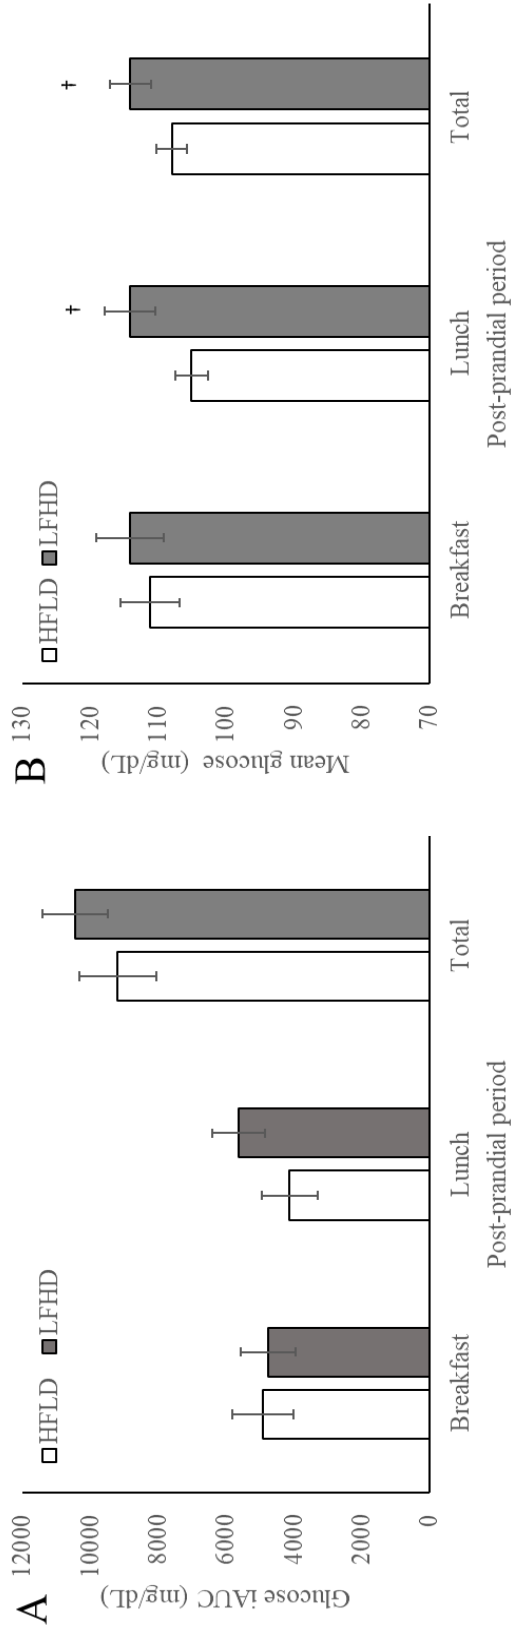 A
Glucose iAUC (mg/dL)
12000
10000
8000
6000
4000
2000
0
HFLD LFHD
Breakfast Lunch Total
Post-prandial period
B
Mean glucose (mg/dL)
130
120
110
100
90
80
70
HFLD LFHD
† †
Breakfast Lunch Total
Post-prandial period